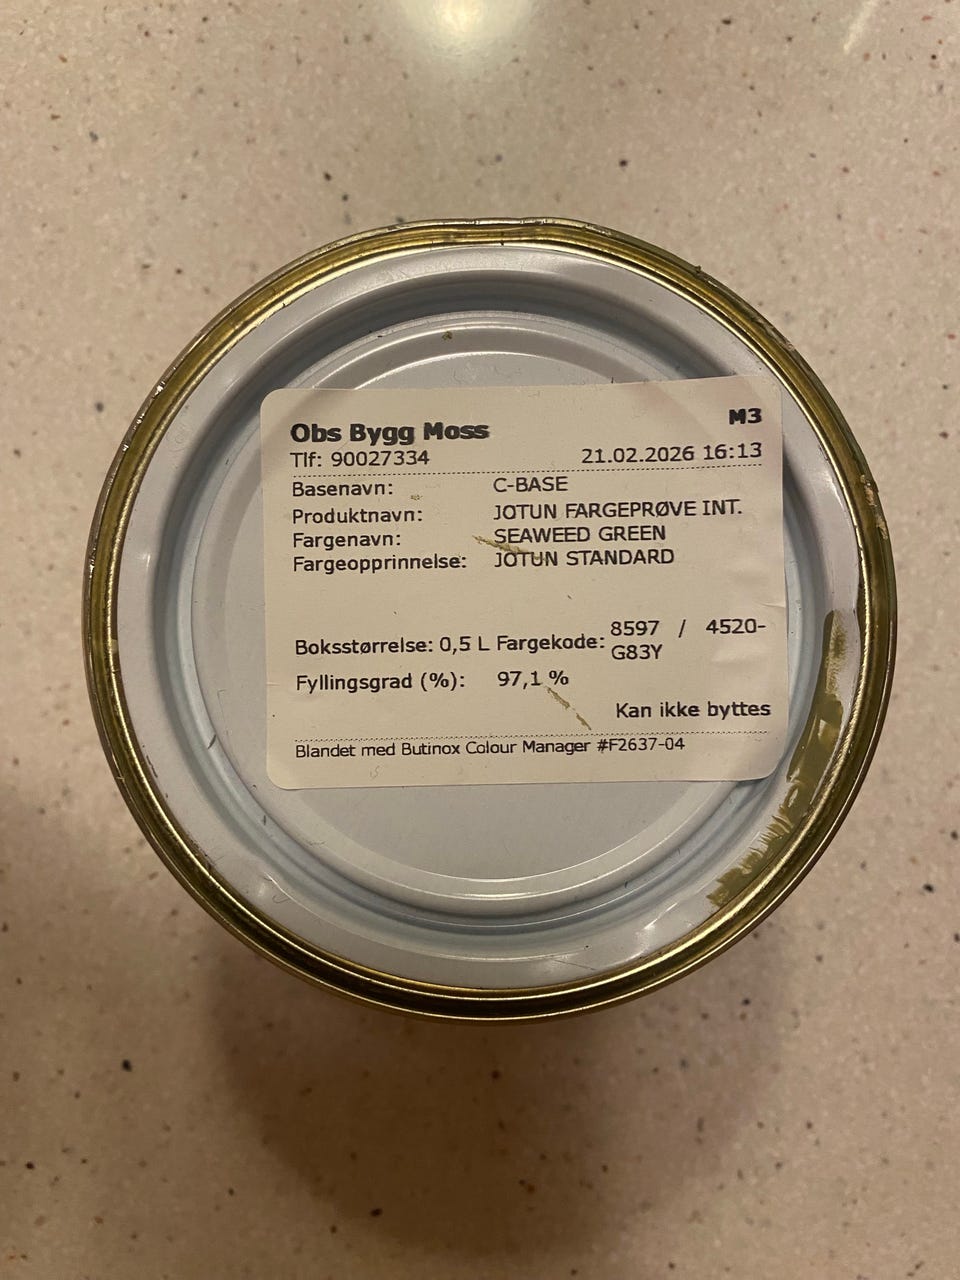 Obs Bygg Moss M3
Tlf: 90027334 21.02.2026 16:13
Basenavn: C-BASE
Produktnavn: JOTUN FARGEPRØVE INT.
Fargenavn: SEAWEED GREEN
Fargeopprinnelse: JOTUN STANDARD
Boksstørrelse: 0,5 L Fargekode: 8597 / 4520-
G83Y
Fyllingsgrad (%): 97,1 %
Kan ikke byttes
Blandet med Butinox Colour Manager #F2637-04